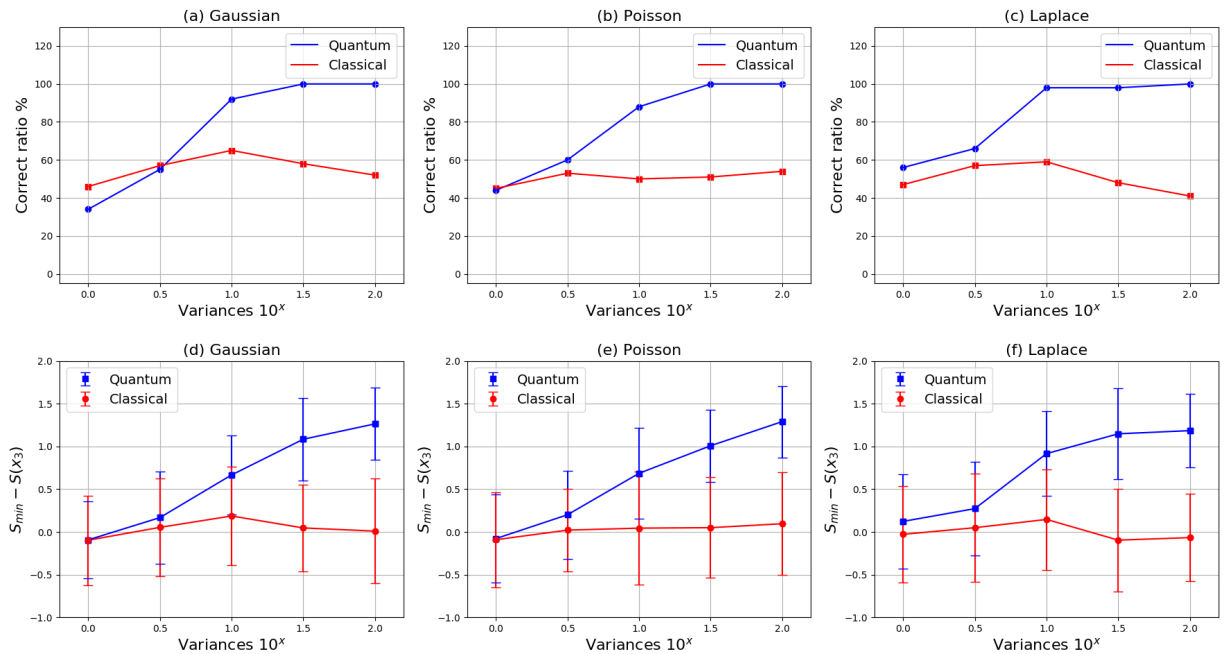 (a) Gaussian
Correct ratio %
120
100
80
60
40
20
0
Quantum
Classical
0.0 0.5 1.0 1.5 2.0
Variances 10^x
(b) Poisson
Correct ratio %
120
100
80
60
40
20
0
Quantum
Classical
0.0 0.5 1.0 1.5 2.0
Variances 10^x
(c) Laplace
Correct ratio %
120
100
80
60
40
20
0
Quantum
Classical
0.0 0.5 1.0 1.5 2.0
Variances 10^x
(d) Gaussian
S_min − S(x_3)
2.0
1.5
1.0
0.5
0.0
−0.5
−1.0
Quantum
Classical
0.0 0.5 1.0 1.5 2.0
Variances 10^x
(e) Poisson
S_min − S(x_3)
2.0
1.5
1.0
0.5
0.0
−0.5
−1.0
Quantum
Classical
0.0 0.5 1.0 1.5 2.0
Variances 10^x
(f) Laplace
S_min − S(x_3)
2.0
1.5
1.0
0.5
0.0
−0.5
−1.0
Quantum
Classical
0.0 0.5 1.0 1.5 2.0
Variances 10^x